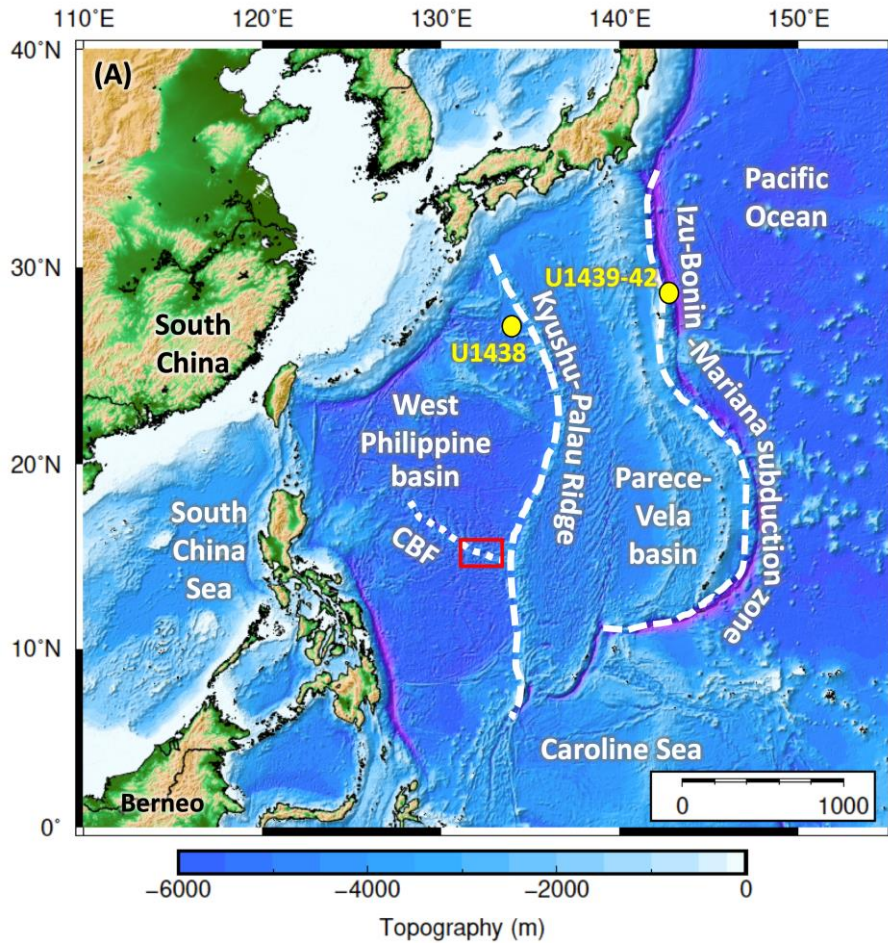 110°E
120°E
130°E
140°E
150°E
40°N
(A)
Pacific
Ocean
30°N
U1439-42
Izu-Bonin -Mariana subduction zone
South
China
U1438
Kyushu-Palau Ridge
West
Philippine
basin
20°N
Parece-
Vela
basin
South
China
Sea
CBF
10°N
Caroline Sea
Berneo
0°
0
1000
−6000
−4000
−2000
0
Topography (m)